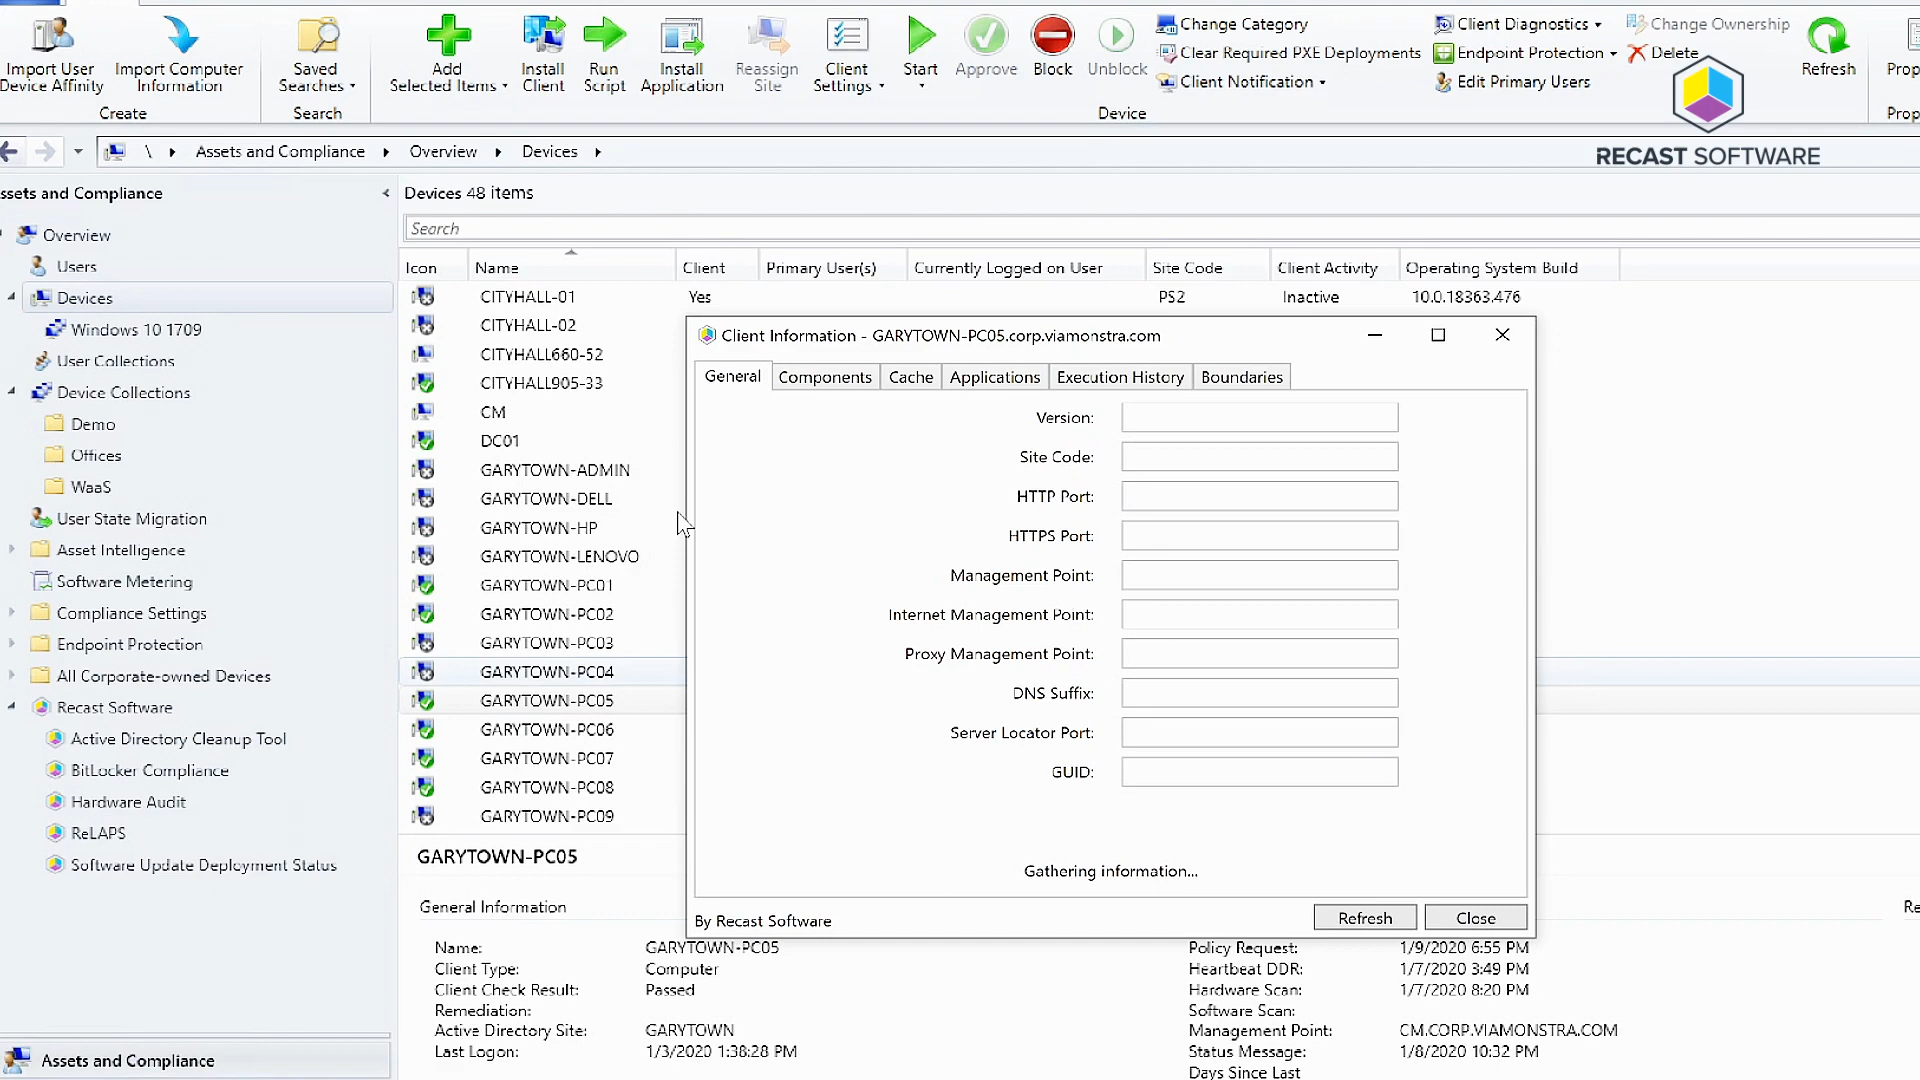 Import User
Device Affinity
Import Computer
Information
Create
Saved
Searches
Search
Add
Selected Items
Install
Client
Run
Script
Install
Application
Reassign
Site
Client
Settings
Start
Approve
Block
Unblock
Change Category
Clear Required PXE Deployments
Client Notification
Device
Client Diagnostics
Endpoint Protection
Edit Primary Users
Change Ownership
Delete
Refresh
Prop
Prop
\ Assets and Compliance Overview Devices
RECAST SOFTWARE
ssets and Compliance
Overview
Users
Devices
Windows 10 1709
User Collections
Device Collections
Demo
Offices
WaaS
User State Migration
Asset Intelligence
Software Metering
Compliance Settings
Endpoint Protection
All Corporate-owned Devices
Recast Software
Active Directory Cleanup Tool
BitLocker Compliance
Hardware Audit
ReLAPS
Software Update Deployment Status
Assets and Compliance
Devices 48 items
Search
Icon Name Client Primary User(s) Currently Logged on User Site Code Client Activity Operating System Build
CITYHALL-01 Yes PS2 Inactive 10.0.18363.476
CITYHALL-02
CITYHALL660-52
CITYHALL905-33
CM
DC01
GARYTOWN-ADMIN
GARYTOWN-DELL
GARYTOWN-HP
GARYTOWN-LENOVO
GARYTOWN-PC01
GARYTOWN-PC02
GARYTOWN-PC03
GARYTOWN-PC04
GARYTOWN-PC05
GARYTOWN-PC06
GARYTOWN-PC07
GARYTOWN-PC08
GARYTOWN-PC09
Client Information - GARYTOWN-PC05.corp.viamonstra.com
General Components Cache Applications Execution History Boundaries
Version:
Site Code:
HTTP Port:
HTTPS Port:
Management Point:
Internet Management Point:
Proxy Management Point:
DNS Suffix:
Server Locator Port:
GUID:
Gathering information...
By Recast Software
Refresh Close
GARYTOWN-PC05
General Information
Re
Name: GARYTOWN-PC05
Client Type: Computer
Client Check Result: Passed
Remediation:
Active Directory Site: GARYTOWN
Last Logon: 1/3/2020 1:38:28 PM
Policy Request: 1/9/2020 6:55 PM
Heartbeat DDR: 1/7/2020 3:49 PM
Hardware Scan: 1/7/2020 8:20 PM
Software Scan:
Management Point: CM.CORP.VIAMONSTRA.COM
Status Message: 1/8/2020 10:32 PM
Days Since Last